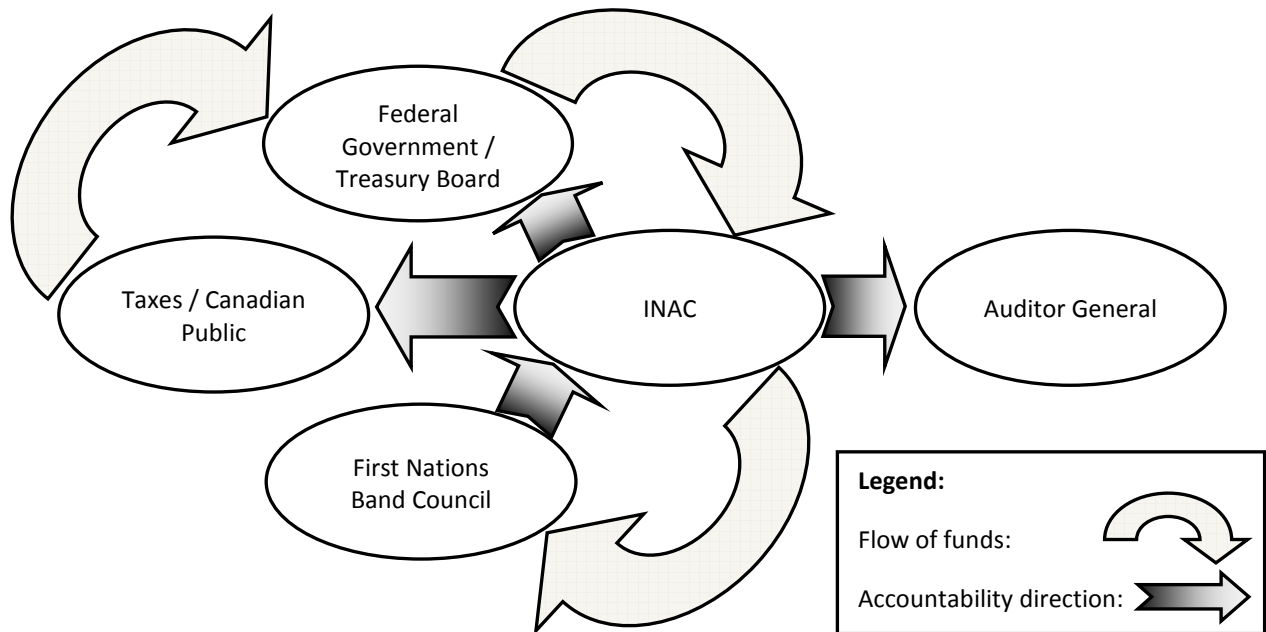 Federal
Government /
Treasury Board
Taxes / Canadian
Public
INAC
Auditor General
First Nations
Band Council
Legend:
Flow of funds:
Accountability direction: